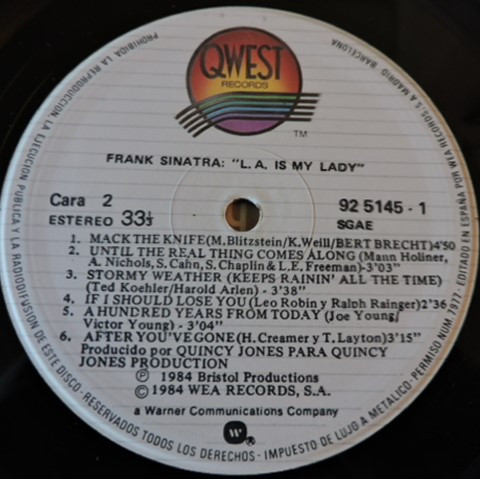 QWEST
RECORDS
TM
FRANK SINATRA: "L.A. IS MY LADY"
Cara 2
92 5145 - 1
ESTEREO 33⅓
SGAE
1. MACK THE KNIFE(M.Blitzstein/K.Weill/BERT BRECHT)4'50
2. UNTIL THE REAL THING COMES ALONG (Mann Holiner,
A. Nichols, S. Cahn, S. Chaplin & L.E. Freeman)-3'03"
3. STORMY WEATHER (KEEPS RAININ' ALL THE TIME)
(Ted Koehler/Harold Arlen) - 3'38"
4. IF I SHOULD LOSE YOU (Leo Robin y Ralph Rainger)2'36
5. A HUNDRED YEARS FROM TODAY (Joe Young/
Victor Young) - 3'04"
6. AFTER YOU'VE GONE(H. Creamer y T. Layton)3'15"
Producido por QUINCY JONES PARA QUINCY
JONES PRODUCTION
Ⓟ 1984 Bristol Productions
© 1984 WEA RECORDS, S.A.
a Warner Communications Company
W®
PROHIBIDA LA REPRODUCCION, LA EJECUCION PUBLICA Y LA RADIODIFUSION DE ESTE DISCO - RESERVADOS TODOS LOS DERECHOS - IMPUESTO DE LUJO A METALICO - PERMISO NUM. 7977 - EDITADO EN ESPAÑA POR WEA RECORDS, S.A. MADRID BARCELONA